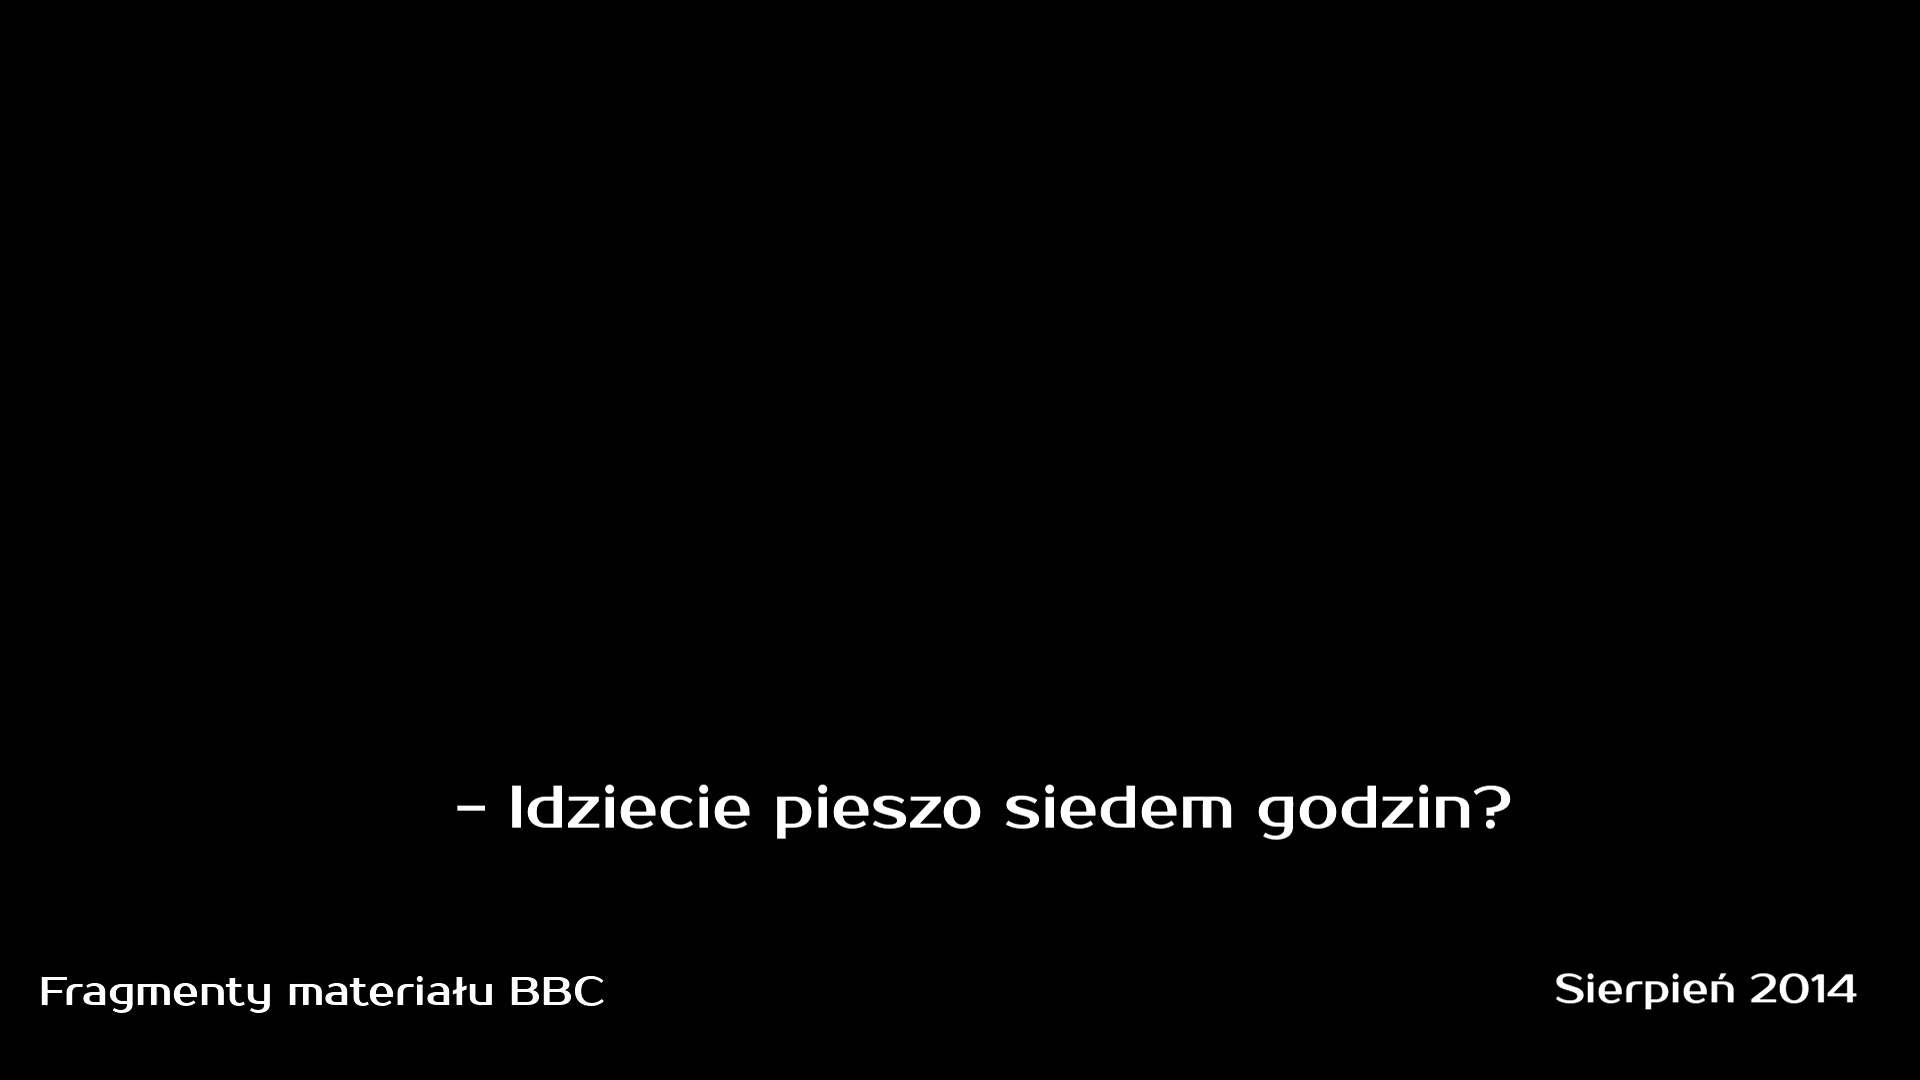 – Idziecie pieszo siedem godzin?
Fragmenty materiału BBC
Sierpień 2014